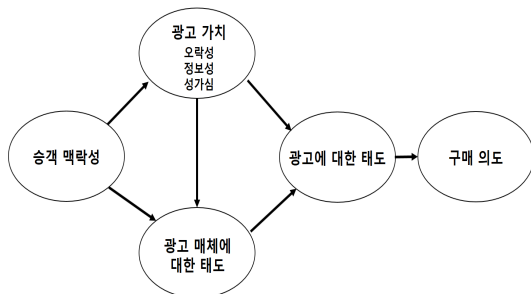 광고 가치
오락성
정보성
성가심
승객 맥락성
광고에 대한 태도
구매 의도
광고 매체에
대한 태도